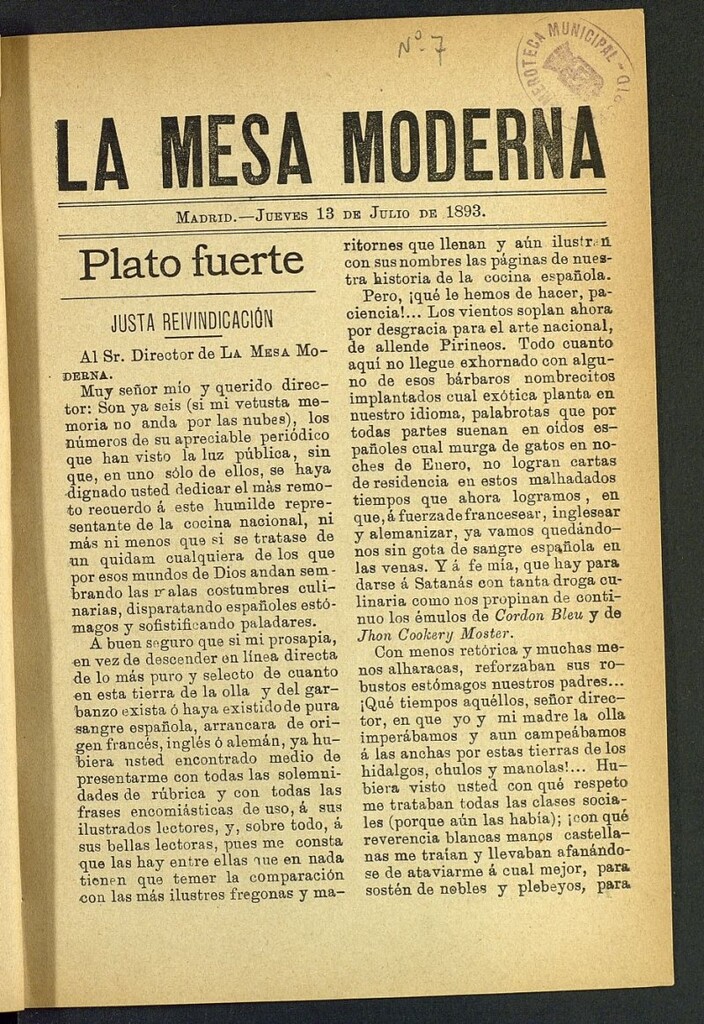 Nº 7
HEMEROTECA MUNICIPAL
LA MESA MODERNA
MADRID.—JUEVES 13 DE JULIO DE 1893.
Plato fuerte
JUSTA REIVINDICACIÓN
Al Sr. Director de LA MESA MO-
DERNA.
Muy señor mío y querido direc-
tor: Son ya seis (si mi vetusta me-
moria no anda por las nubes), los
números de su apreciable periódico
que han visto la luz pública, sin
que, en uno sólo de ellos, se haya
dignado usted dedicar el más remo-
to recuerdo á este humilde repre-
sentante de la cocina nacional, ni
más ni menos que si se tratase de
un quidam cualquiera de los que
por esos mundos de Dios andan sem-
brando las malas costumbres culi-
narias, disparatando españoles estó-
magos y sofistificando paladares.
A buen seguro que si mi prosapia,
en vez de descender en línea directa
de lo más puro y selecto de cuanto
en esta tierra de la olla y del gar-
banzo exista ó haya existido de pura
sangre española, arrancara de ori-
gen francés, inglés ó alemán, ya hu-
biera usted encontrado medio de
presentarme con todas las solemni-
dades de rúbrica y con todas las
frases encomiásticas de uso, á sus
ilustrados lectores, y, sobre todo, á
sus bellas lectoras, pues me consta
que las hay entre ellas que en nada
tienen que temer la comparación
con las más ilustres fregonas y ma-
ritornes que llenan y aún ilustran
con sus nombres las páginas de nues-
tra historia de la cocina española.
Pero, ¡qué le hemos de hacer, pa-
ciencia!... Los vientos soplan ahora
por desgracia para el arte nacional,
de allende Pirineos. Todo cuanto
aquí no llegue exhornado con algu-
no de esos bárbaros nombrecitos
implantados cual exótica planta en
nuestro idioma, palabrotas que por
todas partes suenan en oídos es-
pañoles cual murga de gatos en no-
ches de Enero, no logran cartas
de residencia en estos malhadados
tiempos que ahora logramos, en
que, á fuerza de francesear, inglesear
y alemanizar, ya vamos quedándo-
nos sin gota de sangre española en
las venas. Y á fe mía, que hay para
darse á Satanás con tanta droga cu-
linaria como nos propinan de conti-
nuo los émulos de Cordon Bleu y de
Jhon Cookery Moster.
Con menos retórica y muchas me-
nos alharacas, reforzaban sus ro-
bustos estómagos nuestros padres...
¡Qué tiempos aquéllos, señor direc-
tor, en que yo y mi madre la olla
imperábamos y aun campeábamos
á las anchas por estas tierras de los
hidalgos, chulos y manolas!... Hu-
biera visto usted con qué respeto
me trataban todas las clases socia-
les (porque aún las había); ¡con qué
reverencia blancas manos castella-
nas me traían y llevaban afanándo-
se de ataviarme á cual mejor, para
sostén de nobles y plebeyos, para